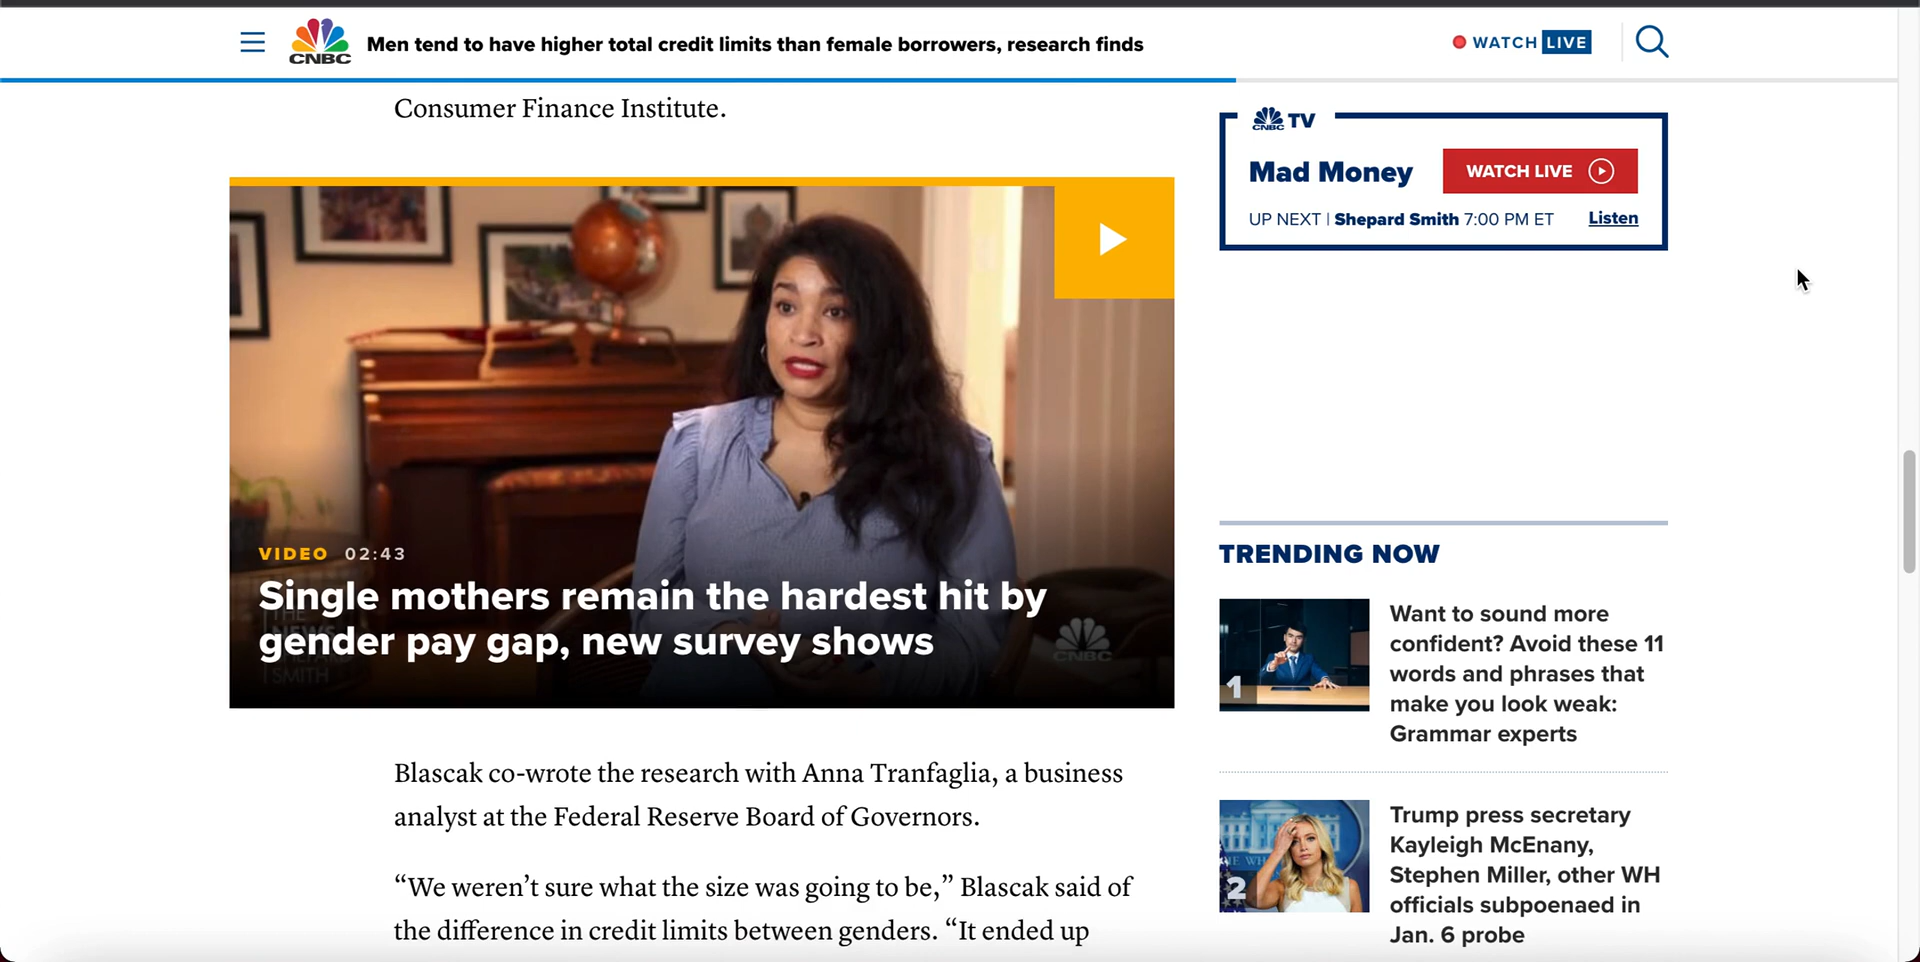 CNBC
Men tend to have higher total credit limits than female borrowers, research finds
WATCH LIVE
Consumer Finance Institute.
VIDEO 02:43
Single mothers remain the hardest hit by
gender pay gap, new survey shows
THE
NEWS
SHEPARD
SMITH
CNBC
Blascak co-wrote the research with Anna Tranfaglia, a business
analyst at the Federal Reserve Board of Governors.
“We weren’t sure what the size was going to be,” Blascak said of
the difference in credit limits between genders. “It ended up
CNBC TV
Mad Money
WATCH LIVE
UP NEXT | Shepard Smith 7:00 PM ET
Listen
TRENDING NOW
1
Want to sound more
confident? Avoid these 11
words and phrases that
make you look weak:
Grammar experts
2
Trump press secretary
Kayleigh McEnany,
Stephen Miller, other WH
officials subpoenaed in
Jan. 6 probe